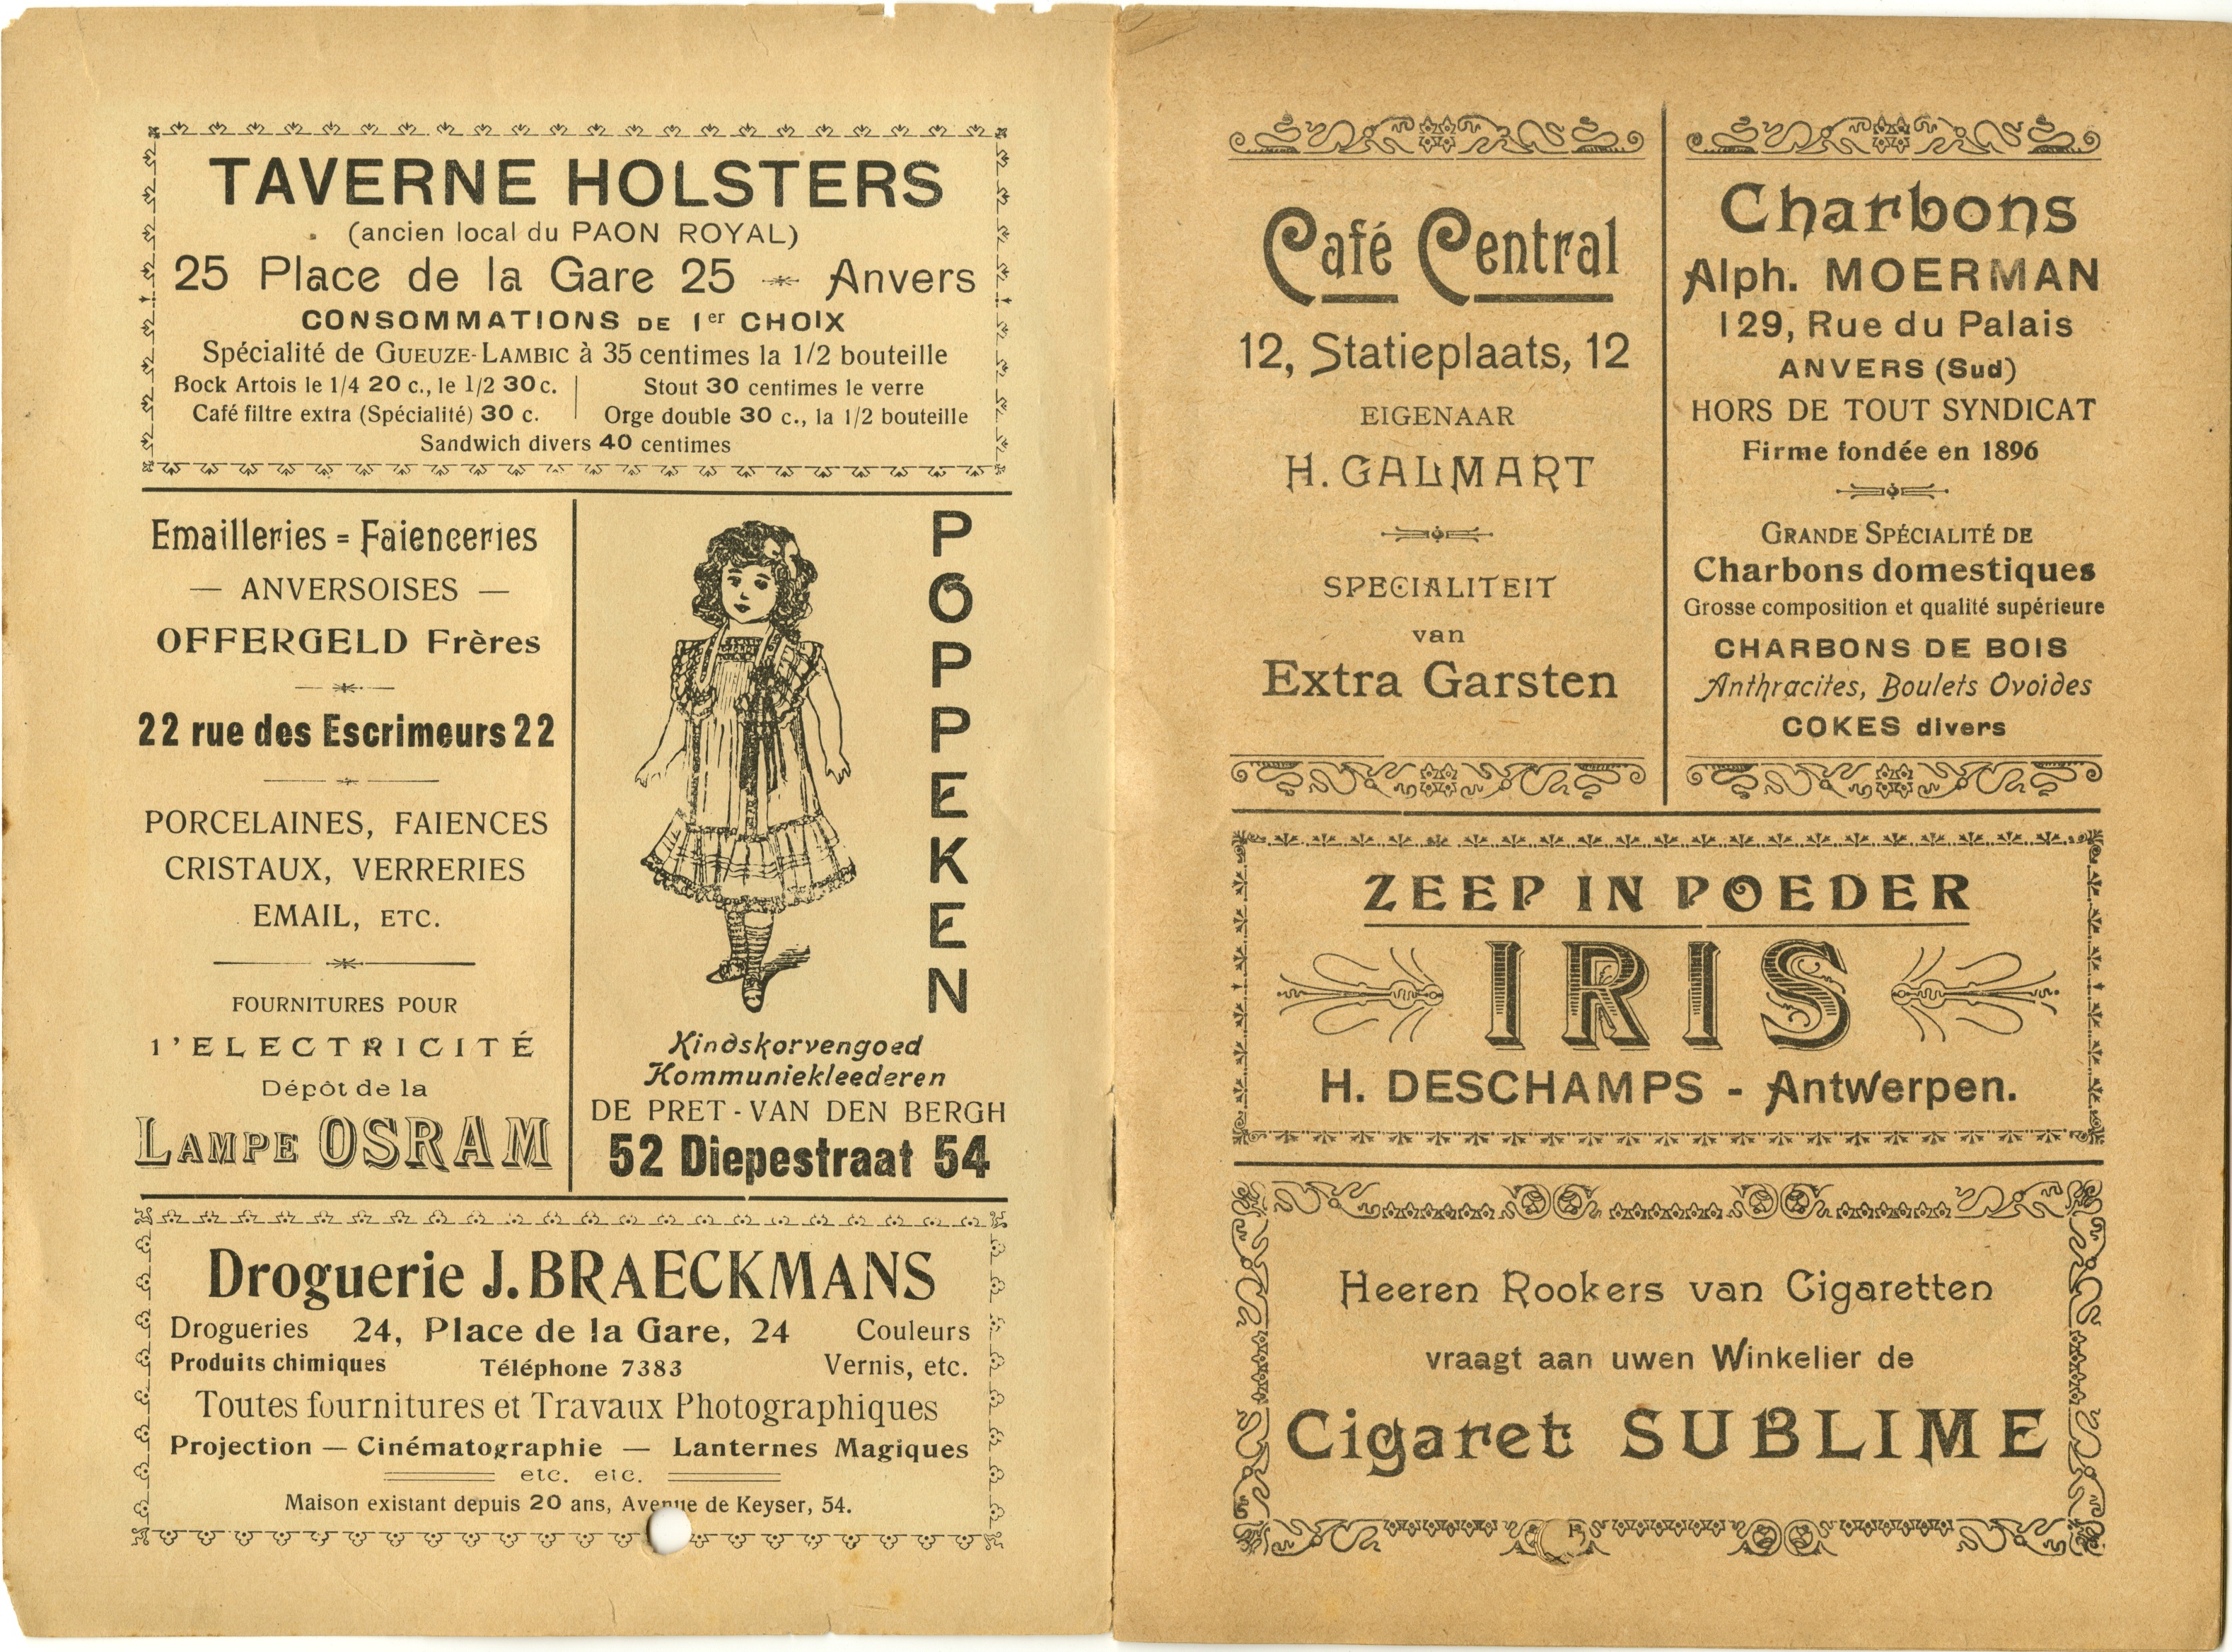 TAVERNE HOLSTERS
(ancien local du PAON ROYAL)
25 Place de la Gare 25 Anvers
CONSOMMATIONS DE 1er CHOIX
Spécialité de GUEUZE-LAMBIC à 35 centimes la 1/2 bouteille
Bock Artois le 1/4 20 c., le 1/2 30 c.
Café filtre extra (Spécialité) 30 c.
Stout 30 centimes le verre
Orge double 30 c., la 1/2 bouteille
Sandwich divers 40 centimes
Emailleries = Faienceries
— ANVERSOISES —
OFFERGELD Frères
22 rue des Escrimeurs 22
PORCELAINES, FAIENCES
CRISTAUX, VERRERIES
EMAIL, ETC.
FOURNITURES POUR
l'ELECTRICITÉ
Dépôt de la
LAMPE OSRAM
POPPEKEN
Kindskorvengoed
Kommuniekleederen
DE PRET - VAN DEN BERGH
52 Diepestraat 54
Droguerie J. BRAECKMANS
Drogueries 24, Place de la Gare, 24 Couleurs
Produits chimiques Téléphone 7383 Vernis, etc.
Toutes fournitures et Travaux Photographiques
Projection — Cinématographie — Lanternes Magiques
etc. etc.
Maison existant depuis 20 ans, Avenue de Keyser, 54.
Café Central
12, Statieplaats, 12
EIGENAAR
H. GALMART
SPECIALITEIT
van
Extra Garsten
Charbons
Alph. MOERMAN
129, Rue du Palais
ANVERS (Sud)
HORS DE TOUT SYNDICAT
Firme fondée en 1896
GRANDE SPÉCIALITÉ DE
Charbons domestiques
Grosse composition et qualité supérieure
CHARBONS DE BOIS
Anthracites, Boulets Ovoïdes
COKES divers
ZEEP IN POEDER
IRIS
H. DESCHAMPS - Antwerpen.
Heeren Rookers van Cigaretten
vraagt aan uwen Winkelier de
Cigaret SUBLIME